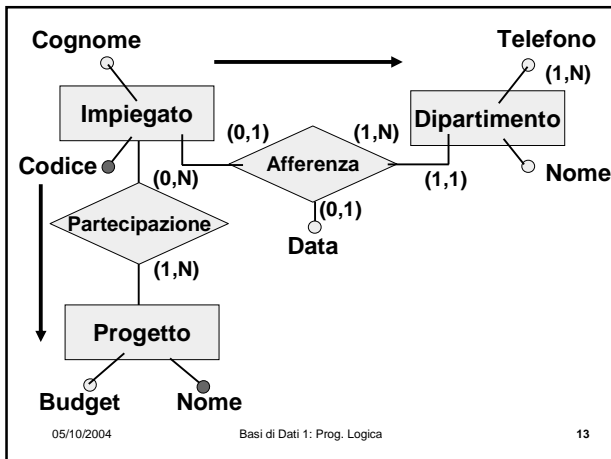 Cognome
Telefono
(1,N)
Impiegato
Dipartimento
(0,1)
(1,N)
Afferenza
Codice
(0,N)
(1,1)
Nome
Partecipazione
(0,1)
Data
(1,N)
Progetto
Budget
Nome
05/10/2004
Basi di Dati 1: Prog. Logica
13